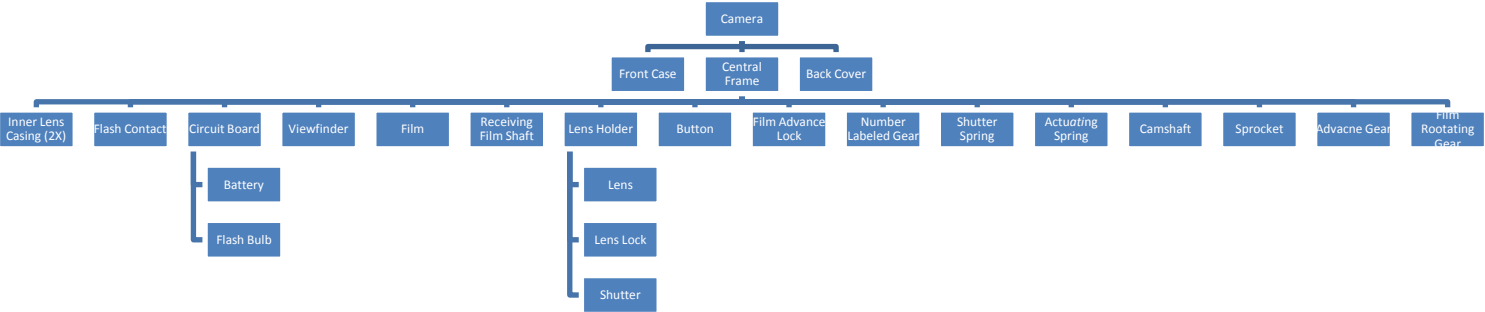 Camera
Front Case
Central
Frame
Back Cover
Inner Lens
Casing (2X)
Flash Contact
Circuit Board
Viewfinder
Film
Receiving
Film Shaft
Lens Holder
Button
Film Advance
Lock
Number
Labeled Gear
Shutter
Spring
Actuating
Spring
Camshaft
Sprocket
Advacne Gear
Film
Rootating
Gear
Battery
Flash Bulb
Lens
Lens Lock
Shutter